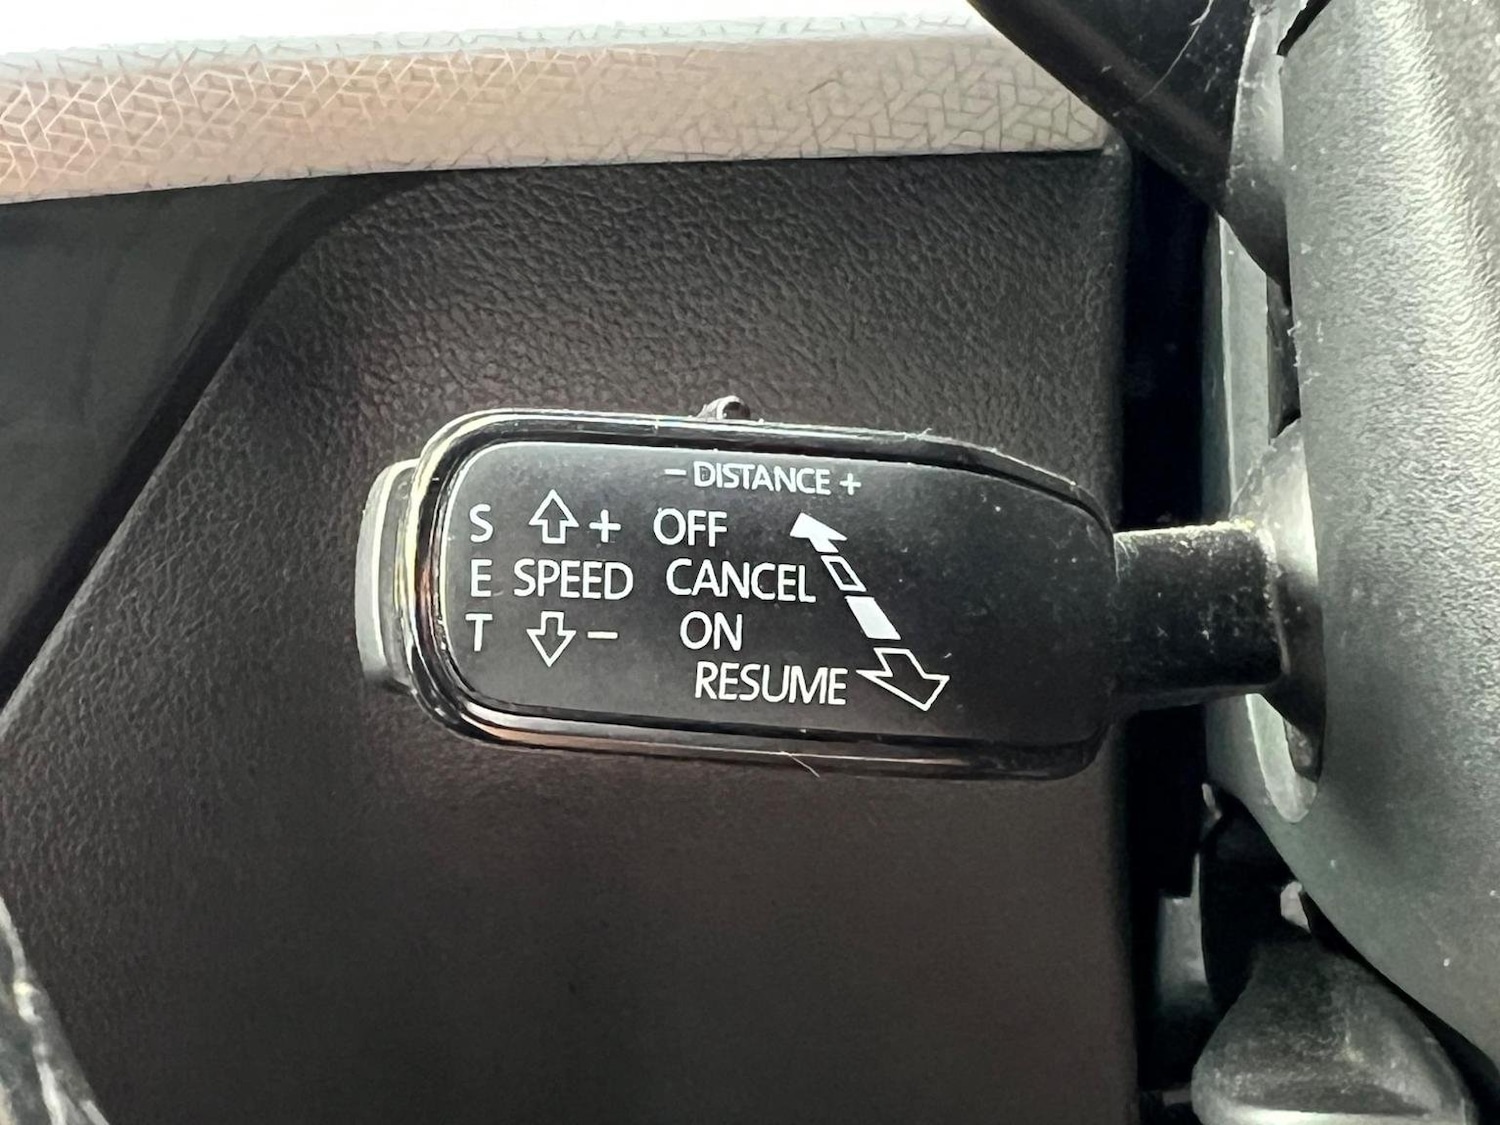 - DISTANCE +
S + OFF
E SPEED CANCEL
T - ON
RESUME